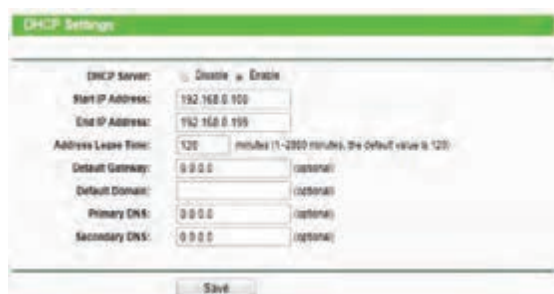 DHCP Settings
DHCP Server: Disable Enable
Start IP Address: 192.168.0.100
End IP Address: 192.168.0.199
Address Lease Time: 120 minutes (1~2880 minutes, the default value is 120)
Default Gateway: 0.0.0.0 (optional)
Default Domain: (optional)
Primary DNS: 0.0.0.0 (optional)
Secondary DNS: 0.0.0.0 (optional)
Save